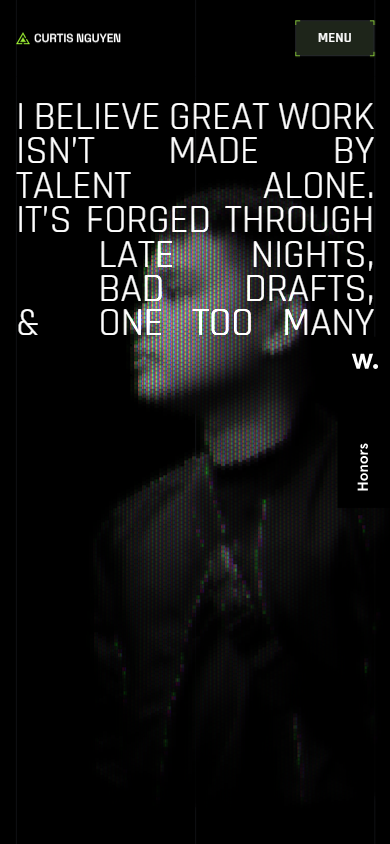 CURTIS NGUYEN
MENU
I BELIEVE GREAT WORK
ISN'T MADE BY
TALENT ALONE.
IT'S FORGED THROUGH
LATE NIGHTS,
BAD DRAFTS,
& ONE TOO MANY
w.
Honors